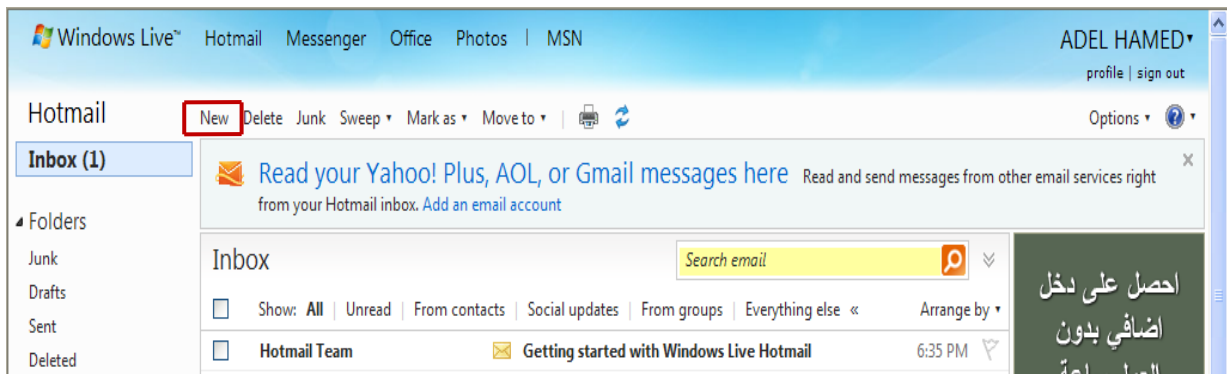 Windows Live™ Hotmail Messenger Office Photos | MSN ADEL HAMED
profile | sign out
Hotmail New Delete Junk Sweep Mark as Move to | Options
Inbox (1)
Read your Yahoo! Plus, AOL, or Gmail messages here Read and send messages from other email services right
from your Hotmail inbox. Add an email account
Folders
Junk
Drafts
Sent
Deleted
Inbox Search email
Show: All | Unread | From contacts | Social updates | From groups | Everything else « Arrange by
Hotmail Team Getting started with Windows Live Hotmail 6:35 PM
احصل على دخل
اضافي بدون